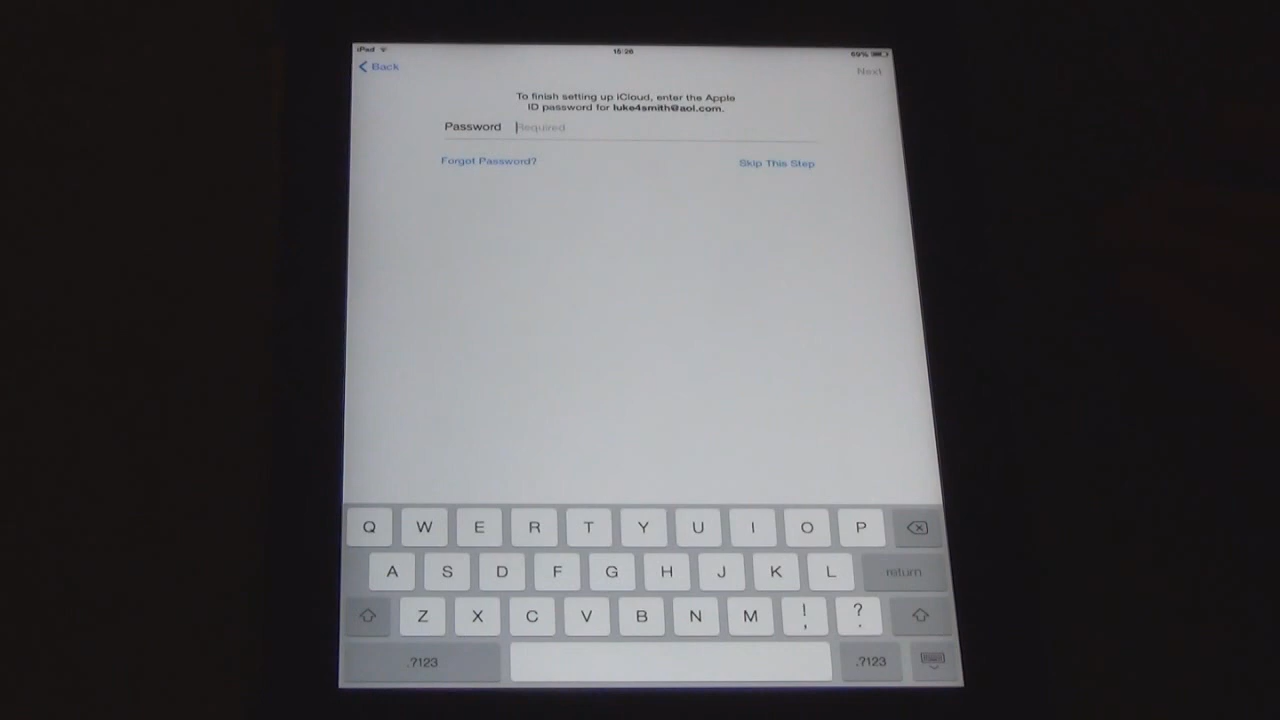 iPad 15:26 69%
Back Next
To finish setting up iCloud, enter the Apple
ID password for luke4smith@aol.com.
Password Required
Forgot Password? Skip This Step
Q W E R T Y U I O P
A S D F G H J K L return
Z X C V B N M ! , ? .
.?123 .?123